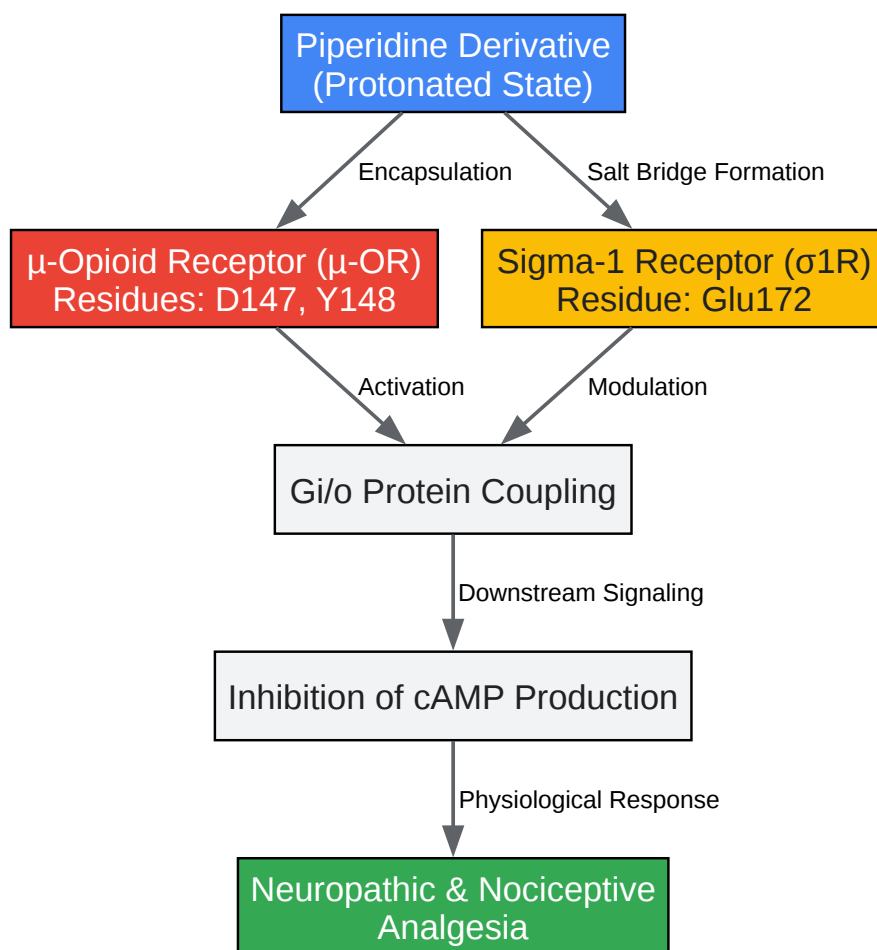 Piperidine Derivative
(Protonated State)
Encapsulation
Salt Bridge Formation
µ-Opioid Receptor (µ-OR)
Residues: D147, Y148
Sigma-1 Receptor (σ1R)
Residue: Glu172
Activation
Modulation
Gi/o Protein Coupling
Downstream Signaling
Inhibition of cAMP Production
Physiological Response
Neuropathic & Nociceptive
Analgesia